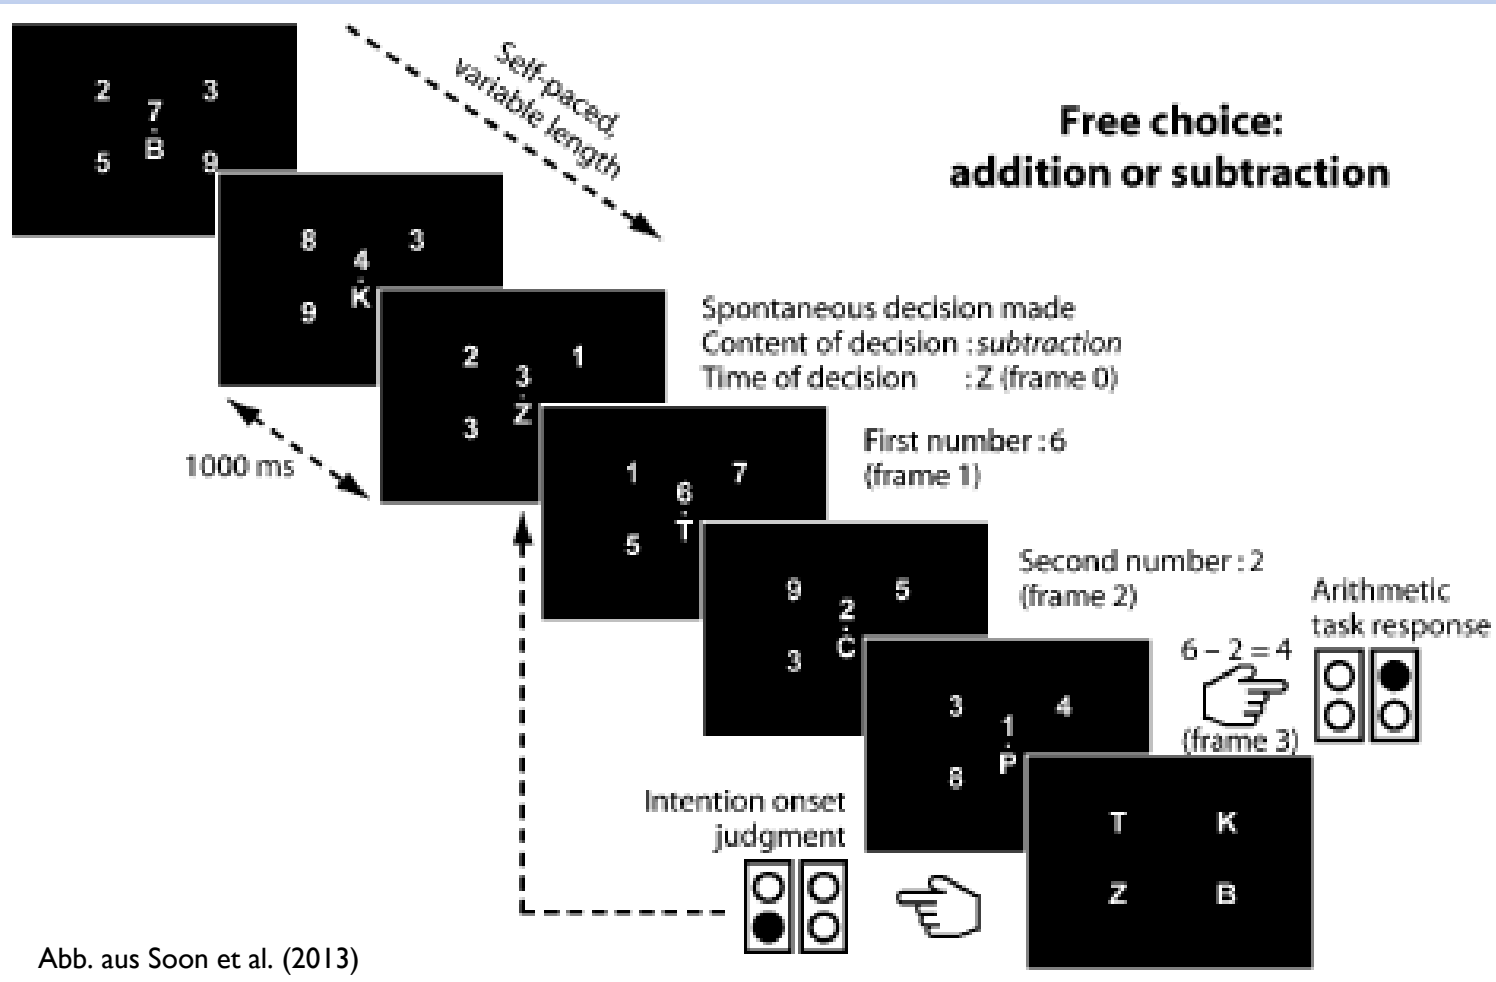 Self-paced,
variable length
Free choice:
addition or subtraction
2 3
7
B
5 9
8 3
4
K
9
2 1
3
Z
3
Spontaneous decision made
Content of decision : subtraction
Time of decision : Z (frame 0)
1000 ms
1 7
6
T
5
First number : 6
(frame 1)
9 5
2
C
3
Second number : 2
(frame 2)
3 4
1
P
8
Arithmetic
task response
6 – 2 = 4
(frame 3)
T K
Z B
Intention onset
judgment
Abb. aus Soon et al. (2013)